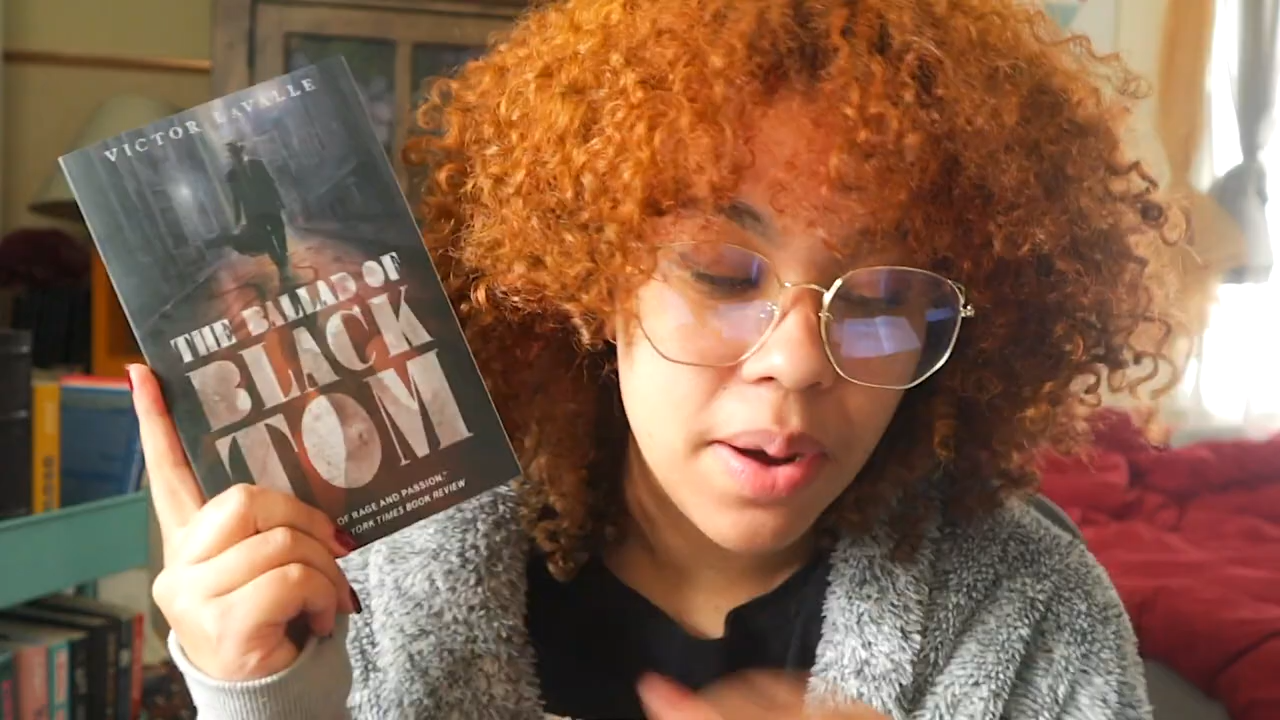 VICTOR LAVALLE
THE BALLAD OF
BLACK
TOM
OF RAGE AND PASSION."
YORK TIMES BOOK REVIEW